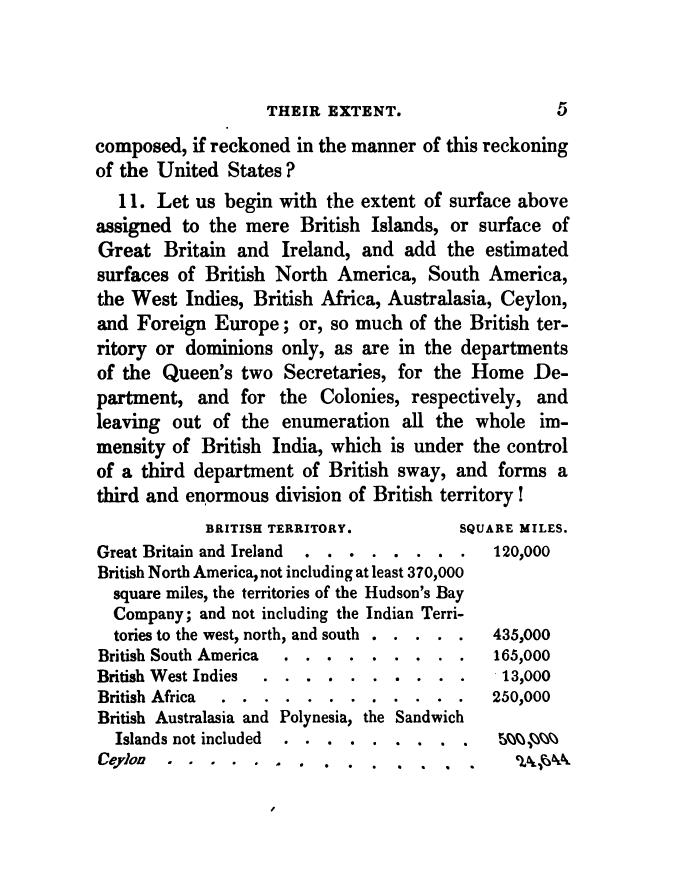 THEIR EXTENT. 5
composed, if reckoned in the manner of this reckoning
of the United States?
11. Let us begin with the extent of surface above
assigned to the mere British Islands, or surface of
Great Britain and Ireland, and add the estimated
surfaces of British North America, South America,
the West Indies, British Africa, Australasia, Ceylon,
and Foreign Europe; or, so much of the British ter-
ritory or dominions only, as are in the departments
of the Queen's two Secretaries, for the Home De-
partment, and for the Colonies, respectively, and
leaving out of the enumeration all the whole im-
mensity of British India, which is under the control
of a third department of British sway, and forms a
third and enormous division of British territory!
BRITISH TERRITORY. SQUARE MILES.
Great Britain and Ireland . . . . . . . . 120,000
British North America, not including at least 370,000
square miles, the territories of the Hudson's Bay
Company; and not including the Indian Terri-
tories to the west, north, and south . . . . . 435,000
British South America . . . . . . . . . 165,000
British West Indies . . . . . . . . . . 13,000
British Africa . . . . . . . . . . . . 250,000
British Australasia and Polynesia, the Sandwich
Islands not included . . . . . . . . . 500,000
Ceylon . . . . . . . . . . . . . . 24,644